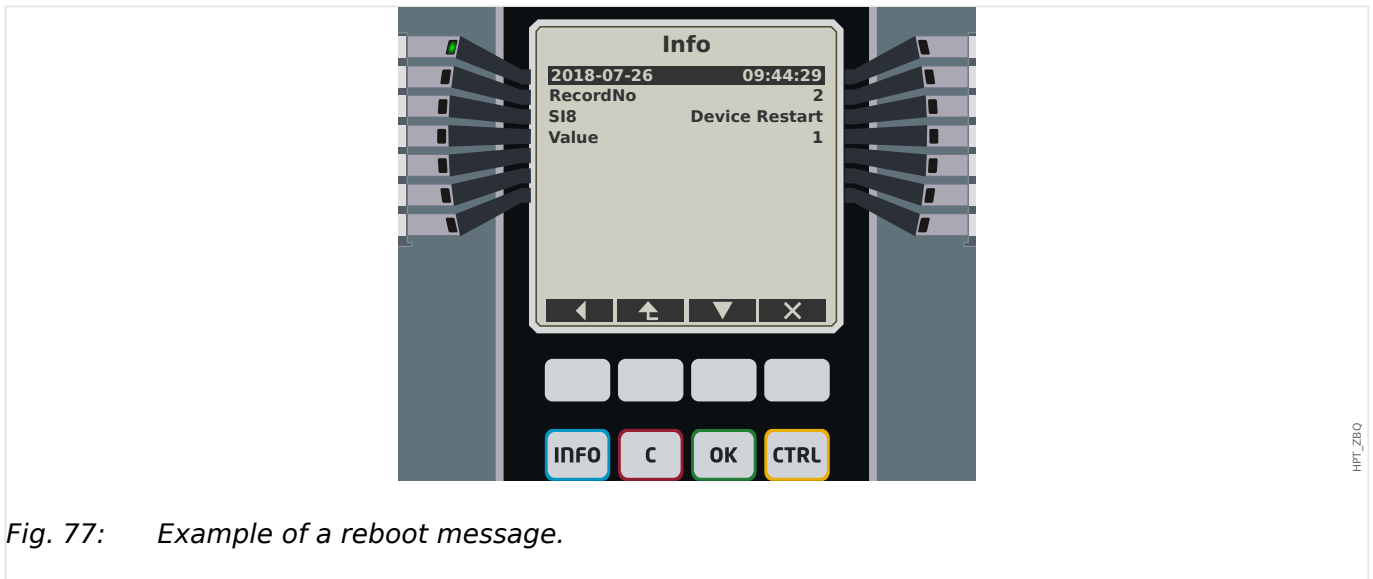 Info
2018-07-26 09:44:29
RecordNo 2
SI8 Device Restart
Value 1
INFO C OK CTRL
HPT_ZBQ
Fig. 77: Example of a reboot message.